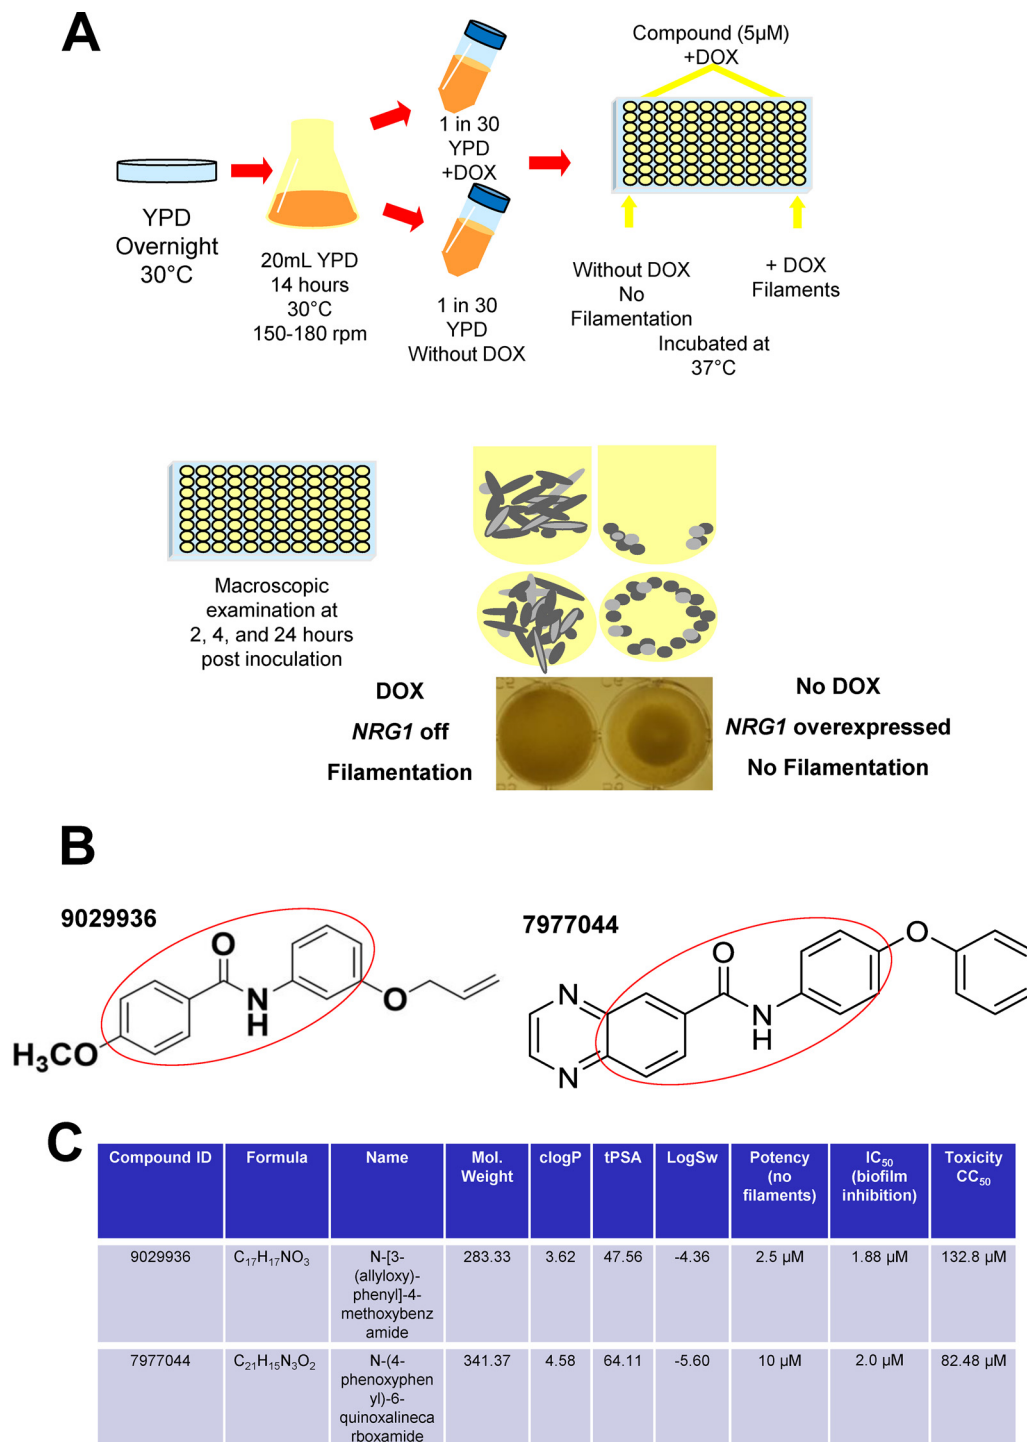 A
YPD
Overnight
30°C
20mL YPD
14 hours
30°C
150-180 rpm
1 in 30
YPD
+DOX
1 in 30
YPD
Without DOX
Compound (5µM)
+DOX
Without DOX
No
Filamentation
+ DOX
Filaments
Incubated at
37°C
Macroscopic
examination at
2, 4, and 24 hours
post inoculation
DOX
NRG1 off
Filamentation
No DOX
NRG1 overexpressed
No Filamentation
B
9029936
O
N
H
O
H₃CO
7977044
N
N
O
N
H
O
C
Compound ID Formula Name Mol. Weight clogP tPSA LogSw Potency (no filaments) IC₅₀ (biofilm inhibition) Toxicity CC₅₀
9029936 C₁₇H₁₇NO₃ N-[3-(allyloxy)-phenyl]-4-methoxybenzamide 283.33 3.62 47.56 -4.36 2.5 µM 1.88 µM 132.8 µM
7977044 C₂₁H₁₅N₃O₂ N-(4-phenoxyphenyl)-6-quinoxalinecarboxamide 341.37 4.58 64.11 -5.60 10 µM 2.0 µM 82.48 µM